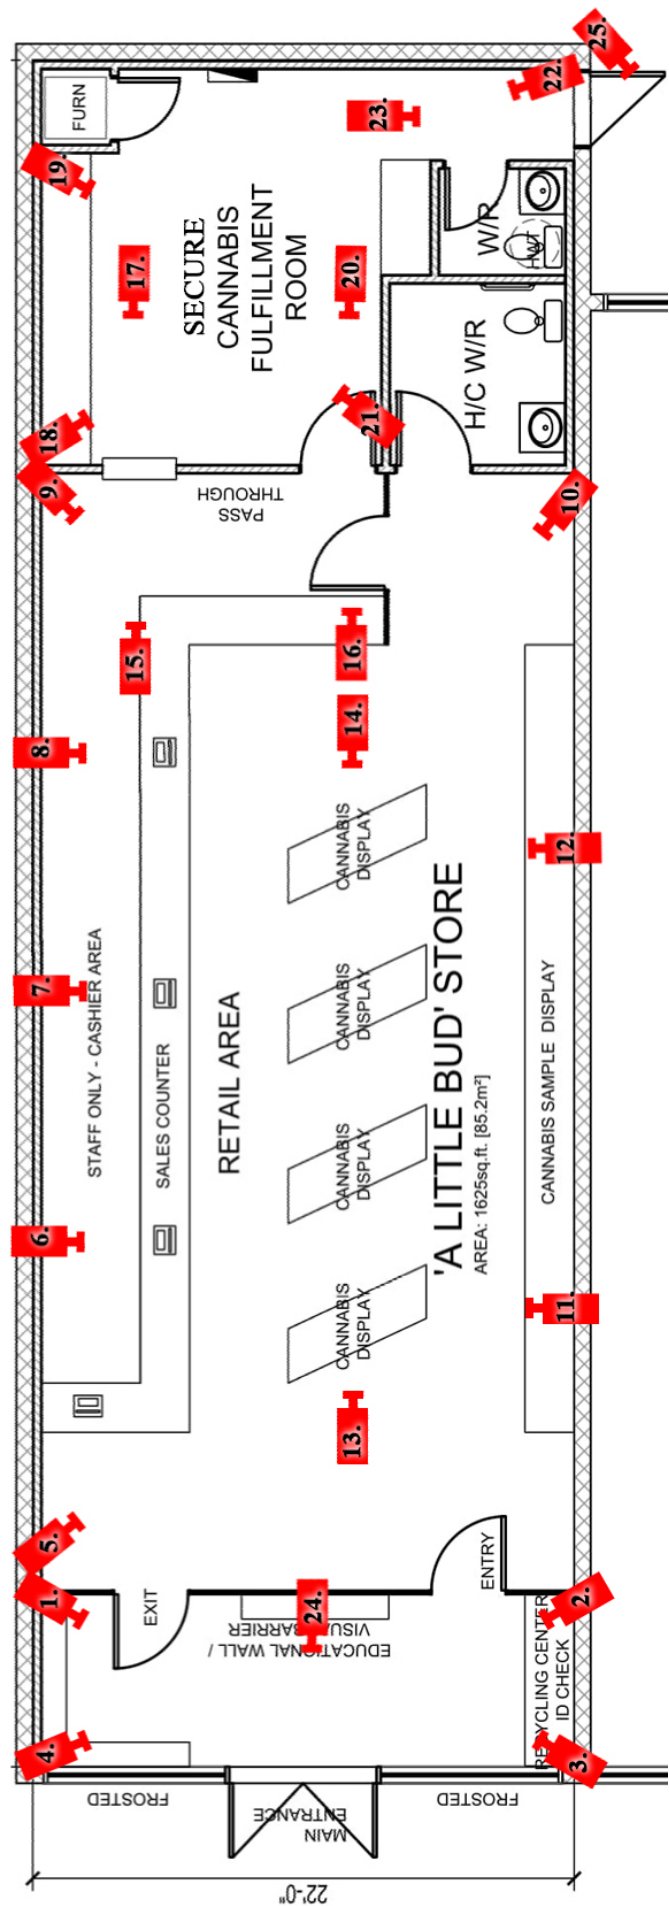 25.
22.
FURN
23.
19.
W/R
HWT
17.
SECURE
CANNABIS
FULFILLMENT
ROOM
20.
H/C W/R
18.
21.
9.
PASS
THROUGH
10.
15.
16.
8.
14.
CANNABIS
DISPLAY
12.
7.
STAFF ONLY - CASHIER AREA
SALES COUNTER
RETAIL AREA
CANNABIS
DISPLAY
'A LITTLE BUD' STORE
AREA: 1625sq.ft. [85.2m²]
CANNABIS SAMPLE DISPLAY
CANNABIS
DISPLAY
6.
11.
CANNABIS
DISPLAY
13.
5.
1.
EXIT
24.
EDUCATIONAL WALL /
VISUAL BARRIER
ENTRY
2.
RECYCLING CENTER
ID CHECK
4.
3.
FROSTED
MAIN
ENTRANCE
FROSTED
22'-0"